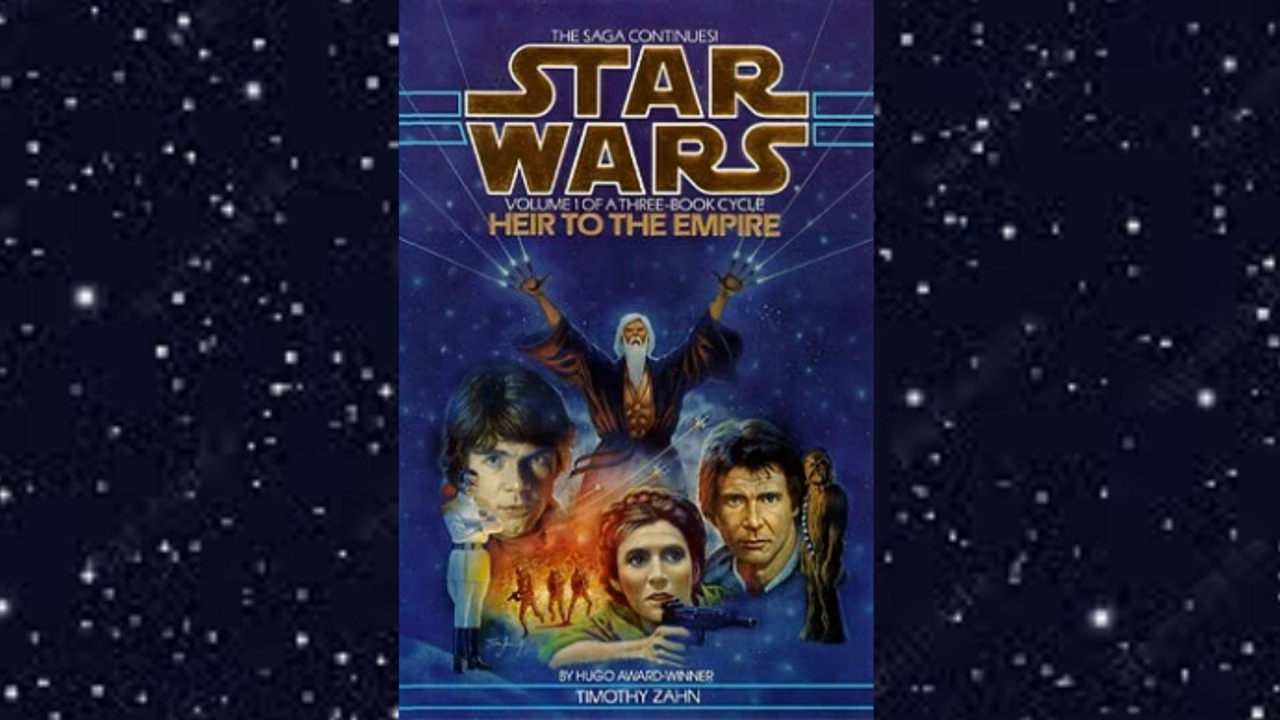 THE SAGA CONTINUES!
STAR
WARS
VOLUME 1 OF A THREE-BOOK CYCLE
HEIR TO THE EMPIRE
BY HUGO AWARD-WINNER
TIMOTHY ZAHN